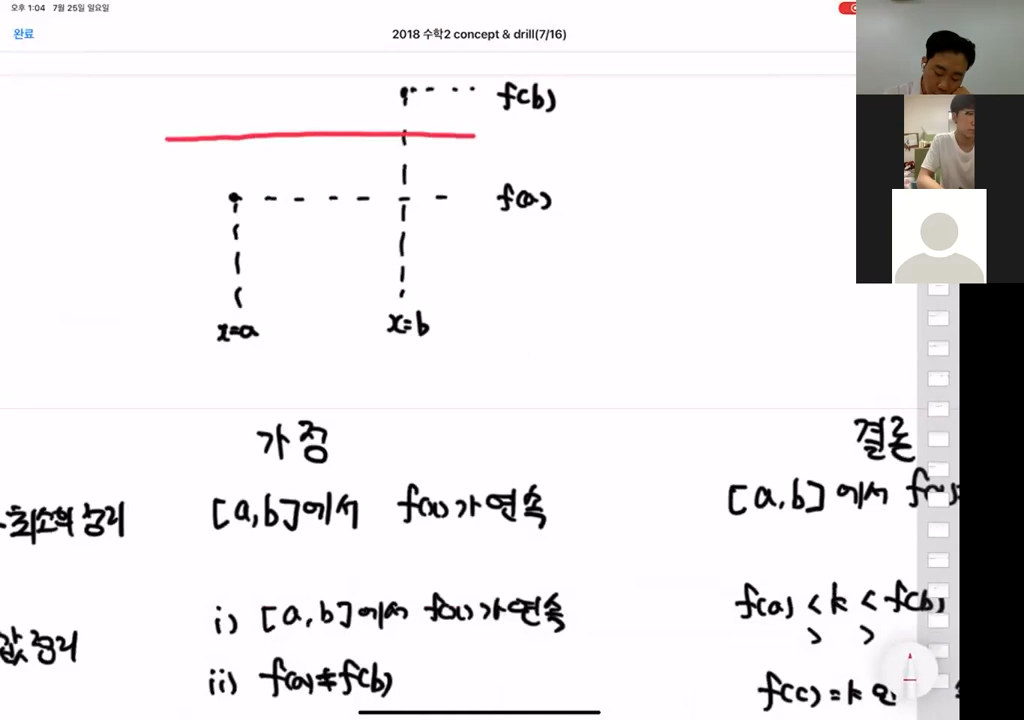 오후 1:04 7월 25일 일요일
완료
2018 수학2 concept & drill(7/16)
f(b)
f(a)
x=a
x=b
가정
결론
최소의 정리
[a,b]에서 f(x)가 연속
[a,b]에서
값 정리
i) [a,b]에서 f(x)가 연속
f(a) < k < f(b)
> >
ii) f(a)≠f(b)
f(c)=k인